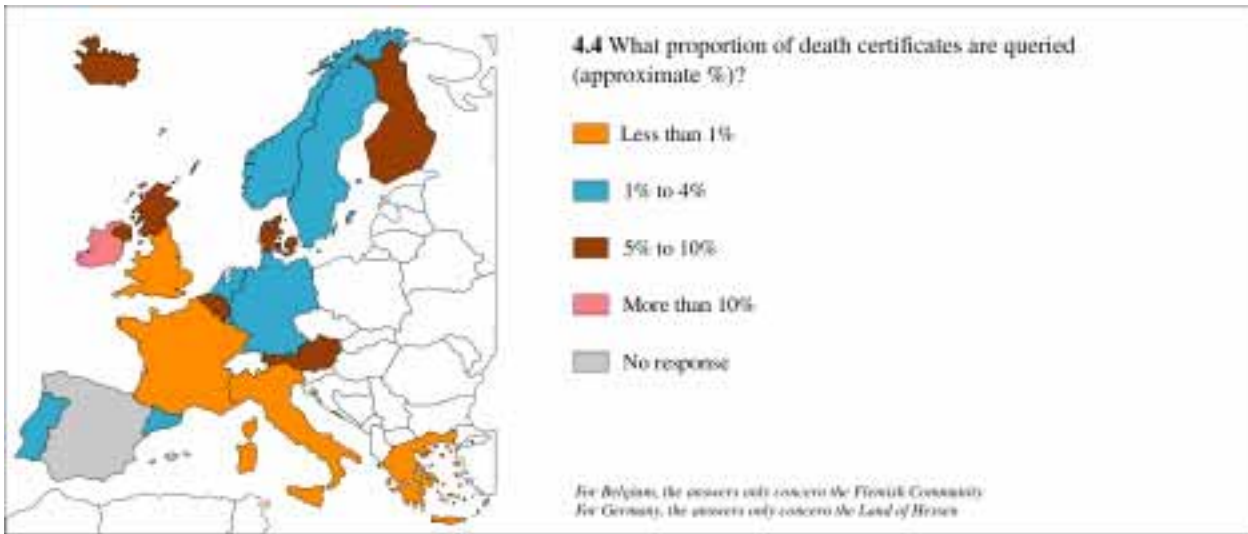 4.4 What proportion of death certificates are queried
(approximate %)?
Less than 1%
1% to 4%
5% to 10%
More than 10%
No response
For Belgium, the answers only concern the Flemish Community
For Germany, the answers only concern the Land of Hessen